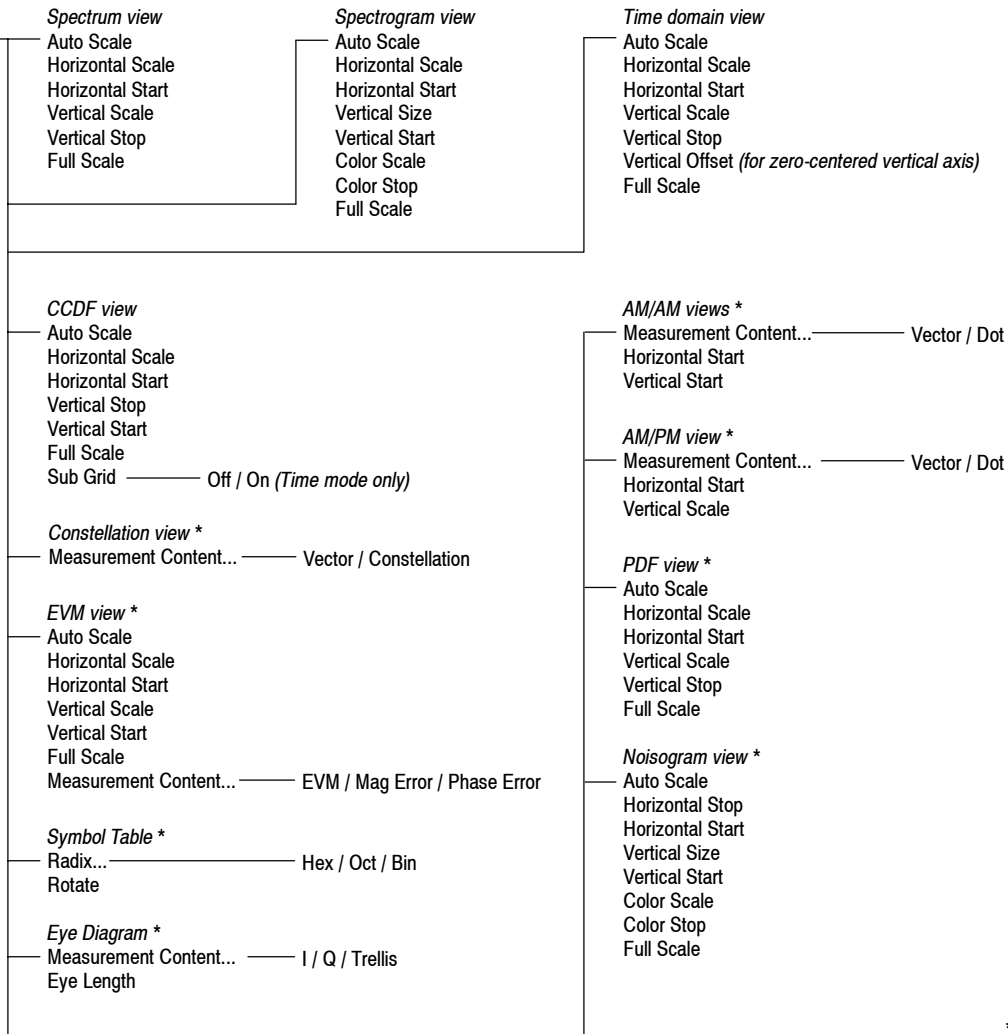 Spectrum view
Auto Scale
Horizontal Scale
Horizontal Start
Vertical Scale
Vertical Stop
Full Scale
Spectrogram view
Auto Scale
Horizontal Scale
Horizontal Start
Vertical Size
Vertical Start
Color Scale
Color Stop
Full Scale
Time domain view
Auto Scale
Horizontal Scale
Horizontal Start
Vertical Scale
Vertical Stop
Vertical Offset (for zero-centered vertical axis)
Full Scale
CCDF view
Auto Scale
Horizontal Scale
Horizontal Start
Vertical Stop
Vertical Start
Full Scale
Sub Grid Off / On (Time mode only)
Constellation view *
Measurement Content... Vector / Constellation
EVM view *
Auto Scale
Horizontal Scale
Horizontal Start
Vertical Scale
Vertical Start
Full Scale
Measurement Content... EVM / Mag Error / Phase Error
Symbol Table *
Radix... Hex / Oct / Bin
Rotate
Eye Diagram *
Measurement Content... I / Q / Trellis
Eye Length
AM/AM views *
Measurement Content... Vector / Dot
Horizontal Start
Vertical Start
AM/PM view *
Measurement Content... Vector / Dot
Horizontal Start
Vertical Scale
PDF view *
Auto Scale
Horizontal Scale
Horizontal Start
Vertical Scale
Vertical Stop
Full Scale
Noisogram view *
Auto Scale
Horizontal Stop
Horizontal Start
Vertical Size
Vertical Start
Color Scale
Color Stop
Full Scale